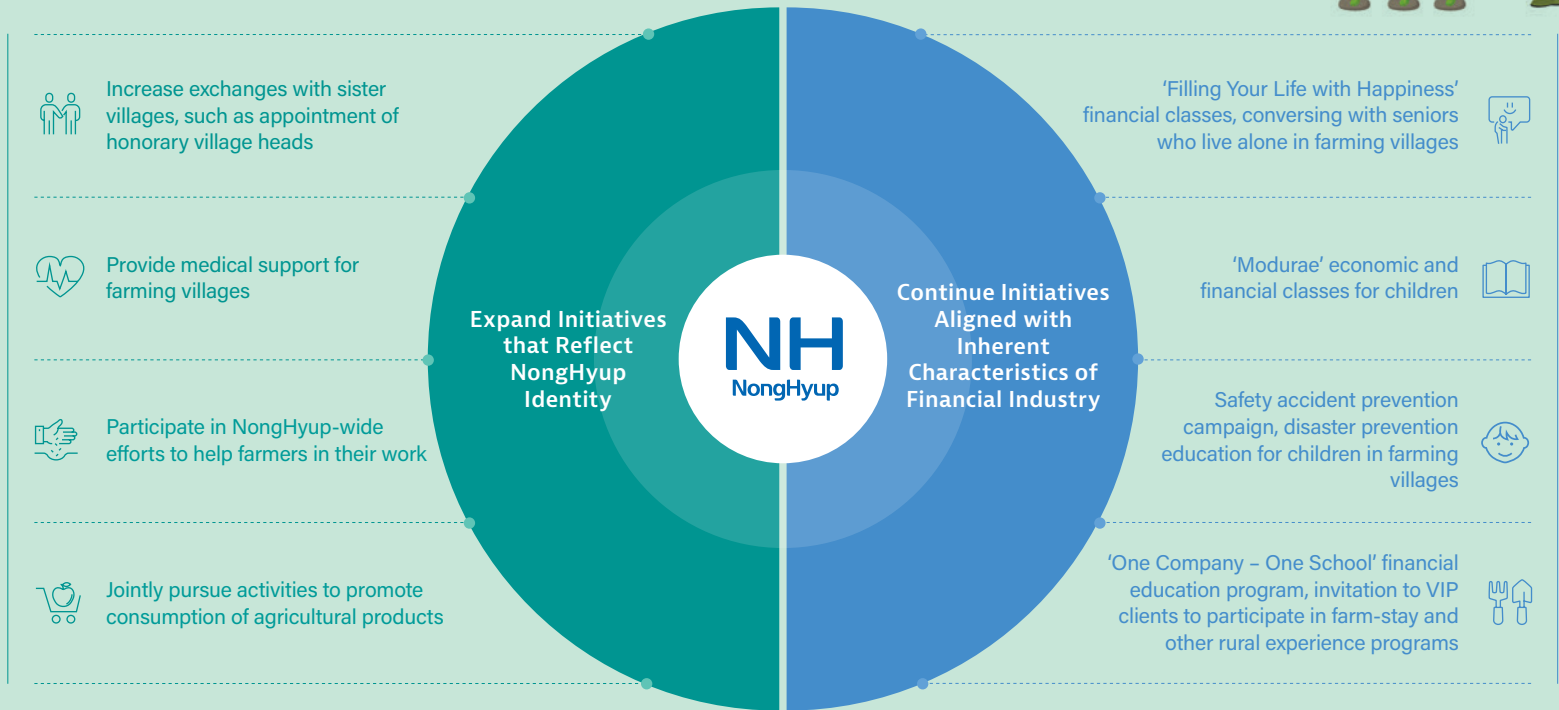 Increase exchanges with sister
villages, such as appointment of
honorary village heads
Provide medical support for
farming villages
Participate in NongHyup-wide
efforts to help farmers in their work
Jointly pursue activities to promote
consumption of agricultural products
Expand Initiatives
that Reflect
NongHyup
Identity
NH
NongHyup
Continue Initiatives
Aligned with
Inherent
Characteristics of
Financial Industry
‘Filling Your Life with Happiness’
financial classes, conversing with seniors
who live alone in farming villages
‘Modurae’ economic and
financial classes for children
Safety accident prevention
campaign, disaster prevention
education for children in farming
villages
‘One Company – One School’ financial
education program, invitation to VIP
clients to participate in farm-stay and
other rural experience programs